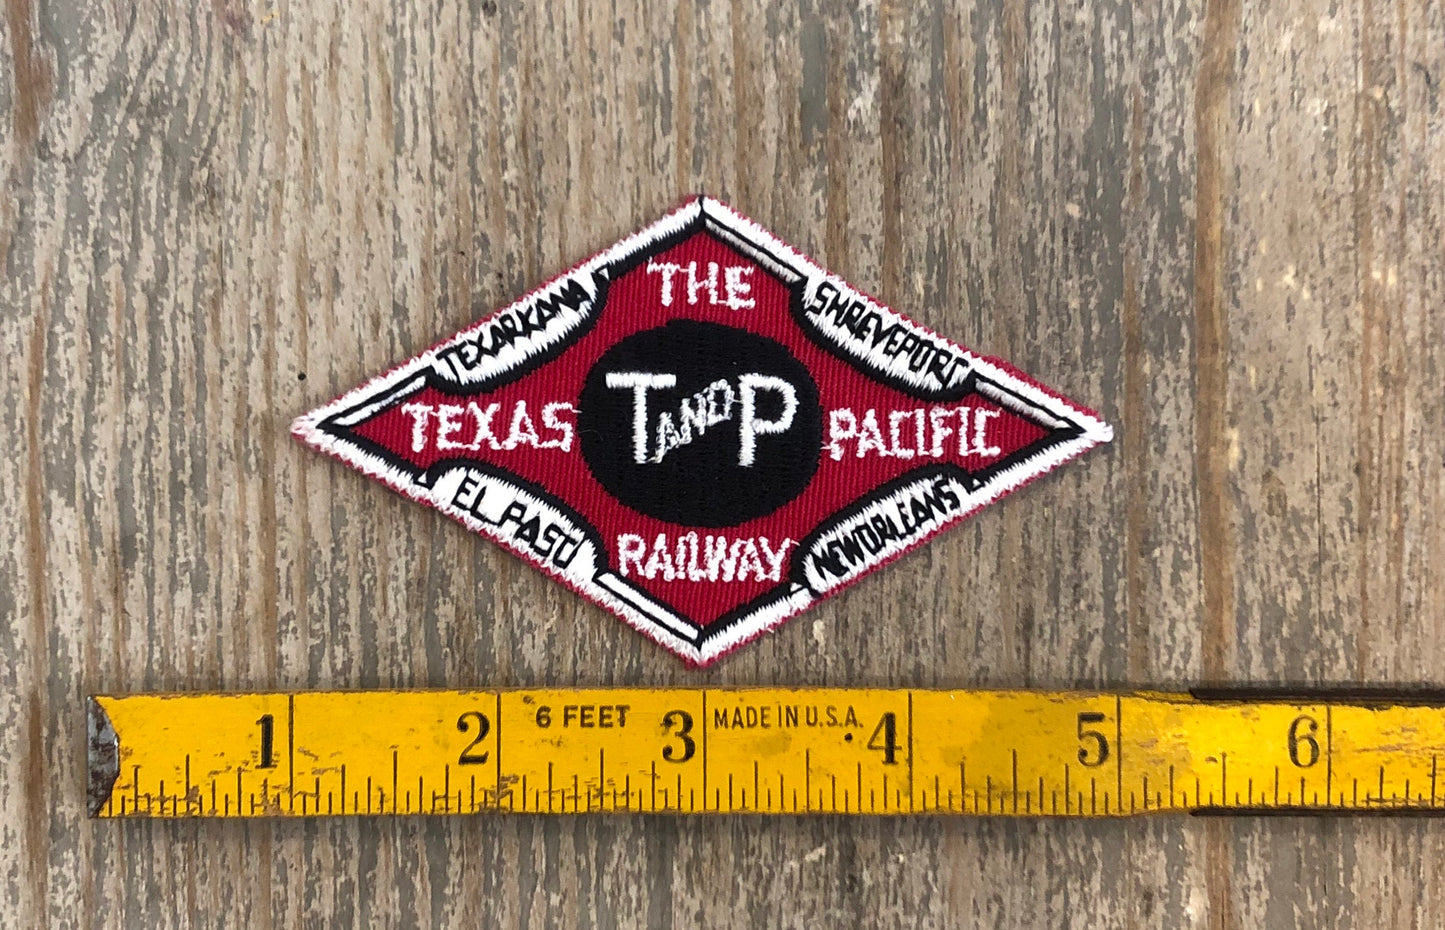 THE
TEXARKANA
SHREVEPORT
TEXAS
T AND P
PACIFIC
EL PASO
NEW ORLEANS
RAILWAY
1 2 6 FEET 3 MADE IN U.S.A. 4 5 6